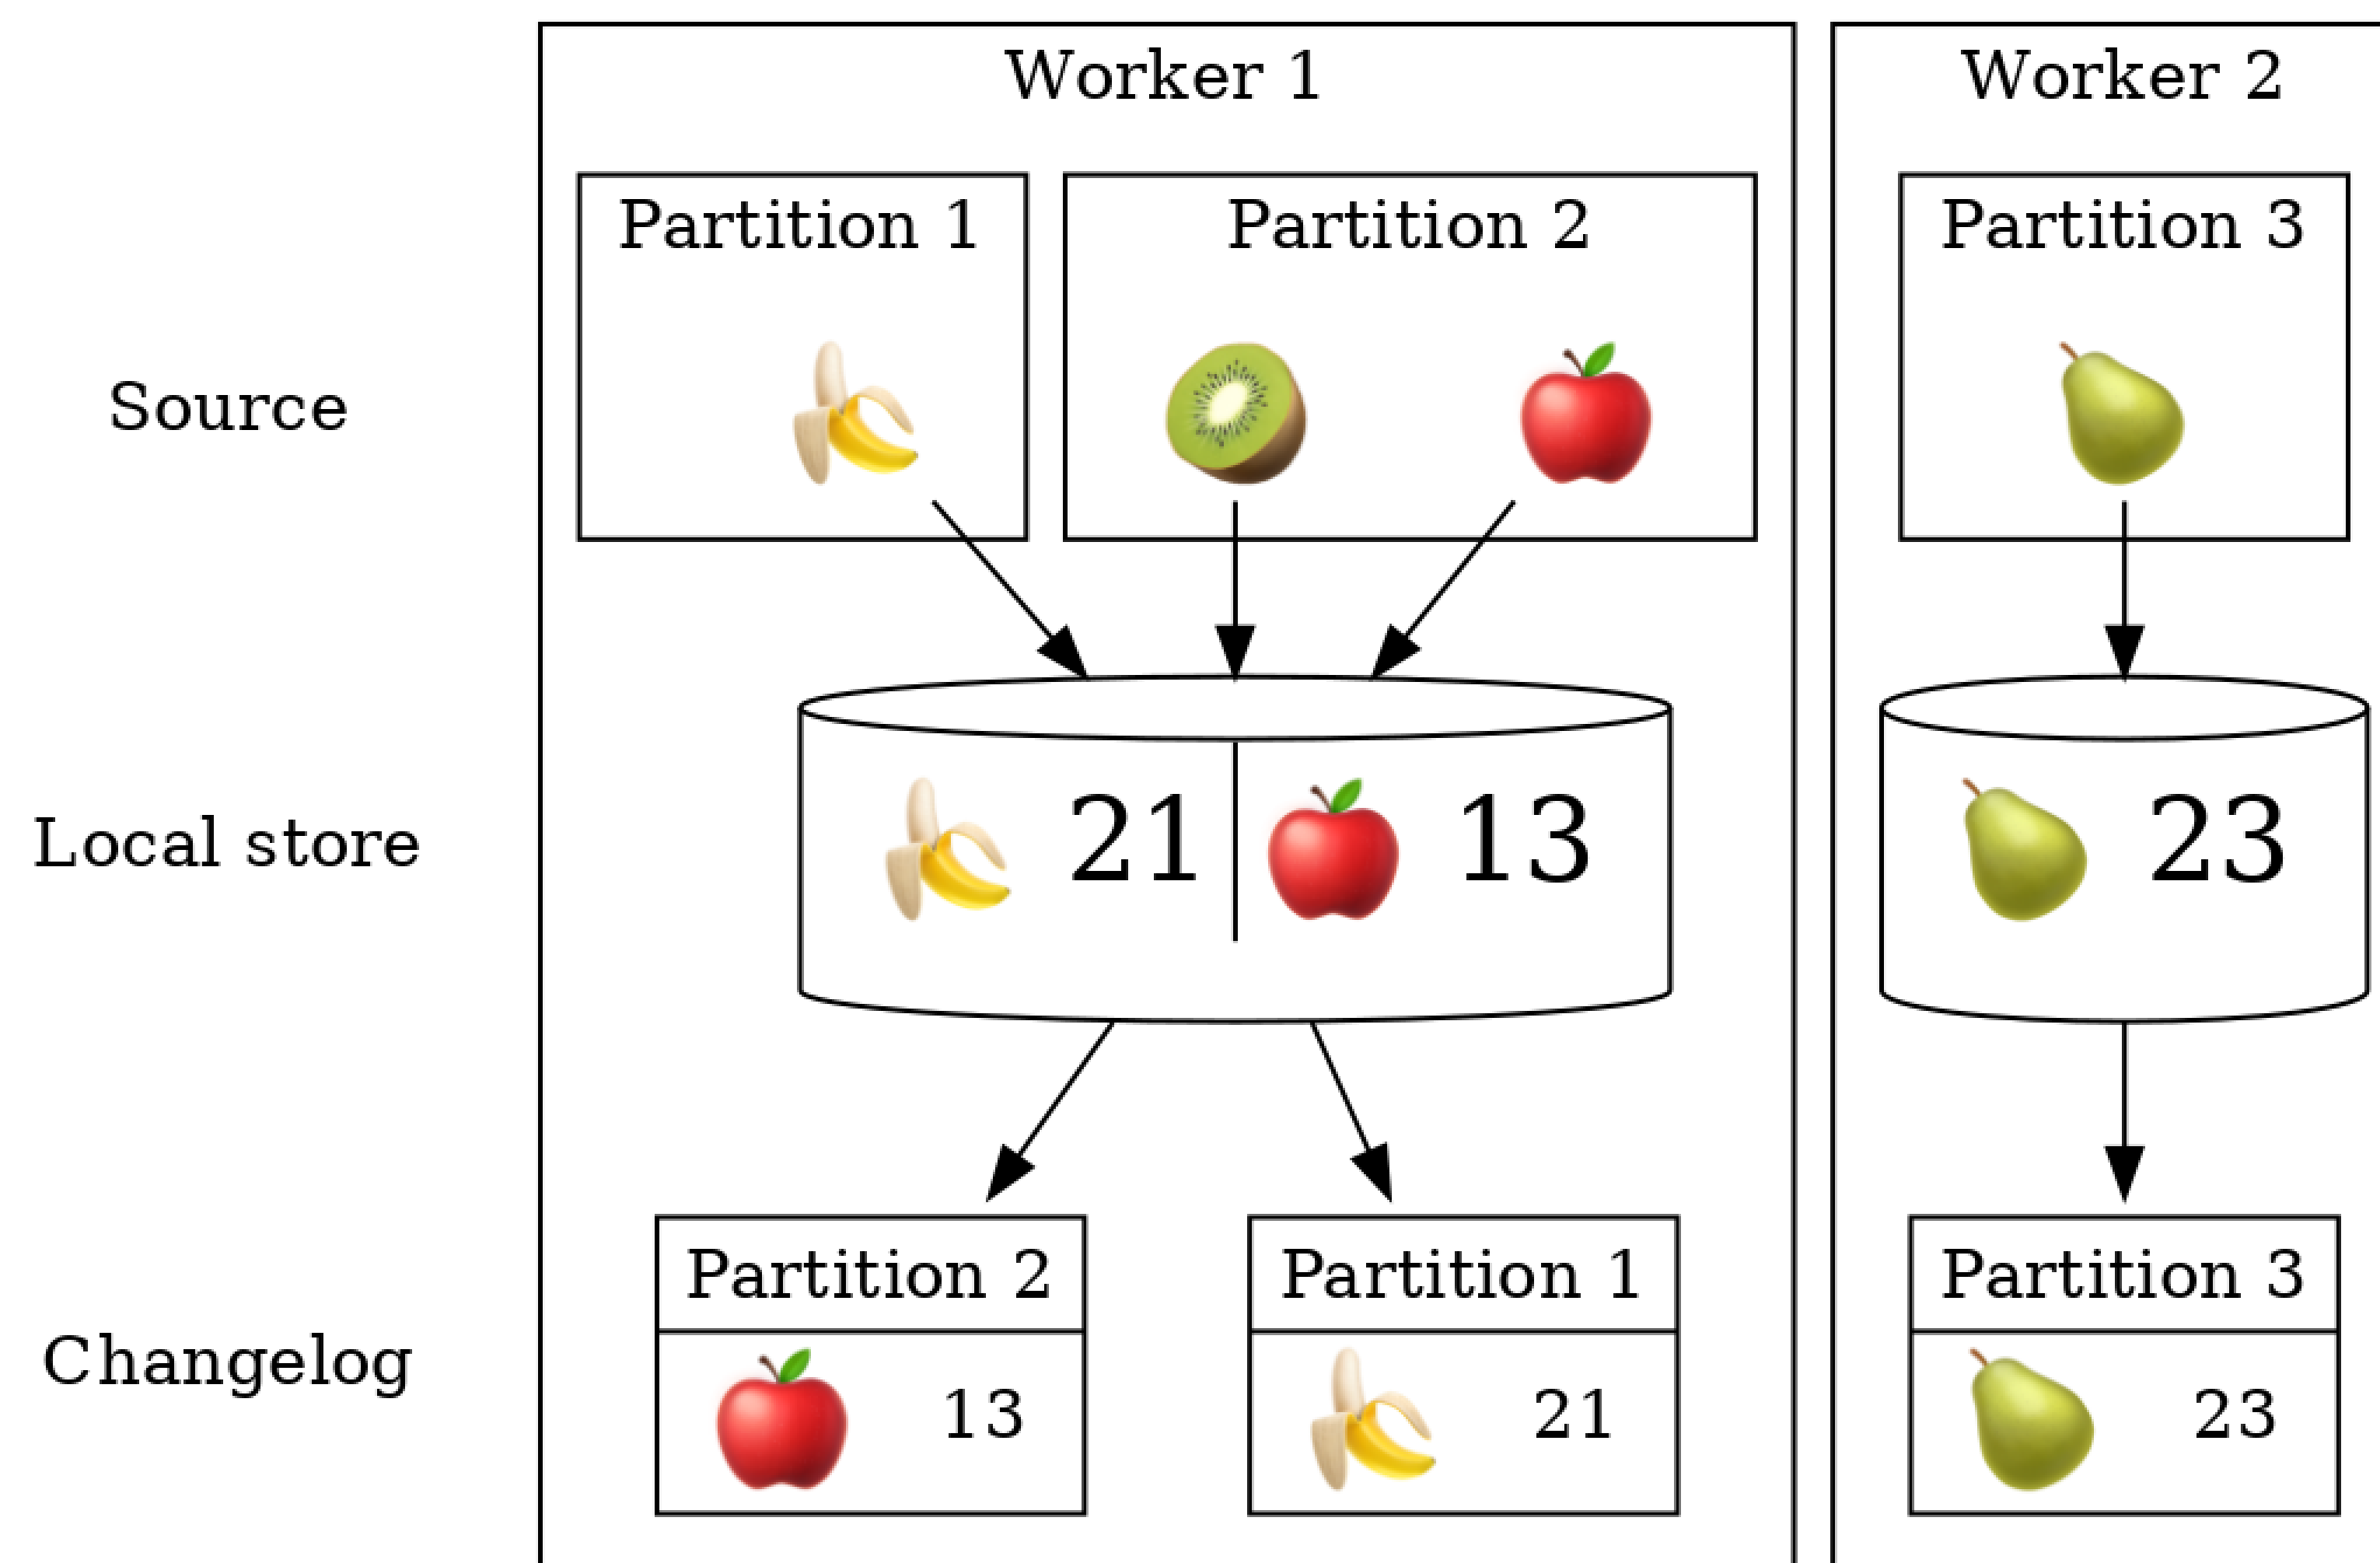 Worker 1
Worker 2
Partition 1
Partition 2
Partition 3
Source
Local store
21
13
23
Partition 2
Partition 1
Partition 3
Changelog
13
21
23